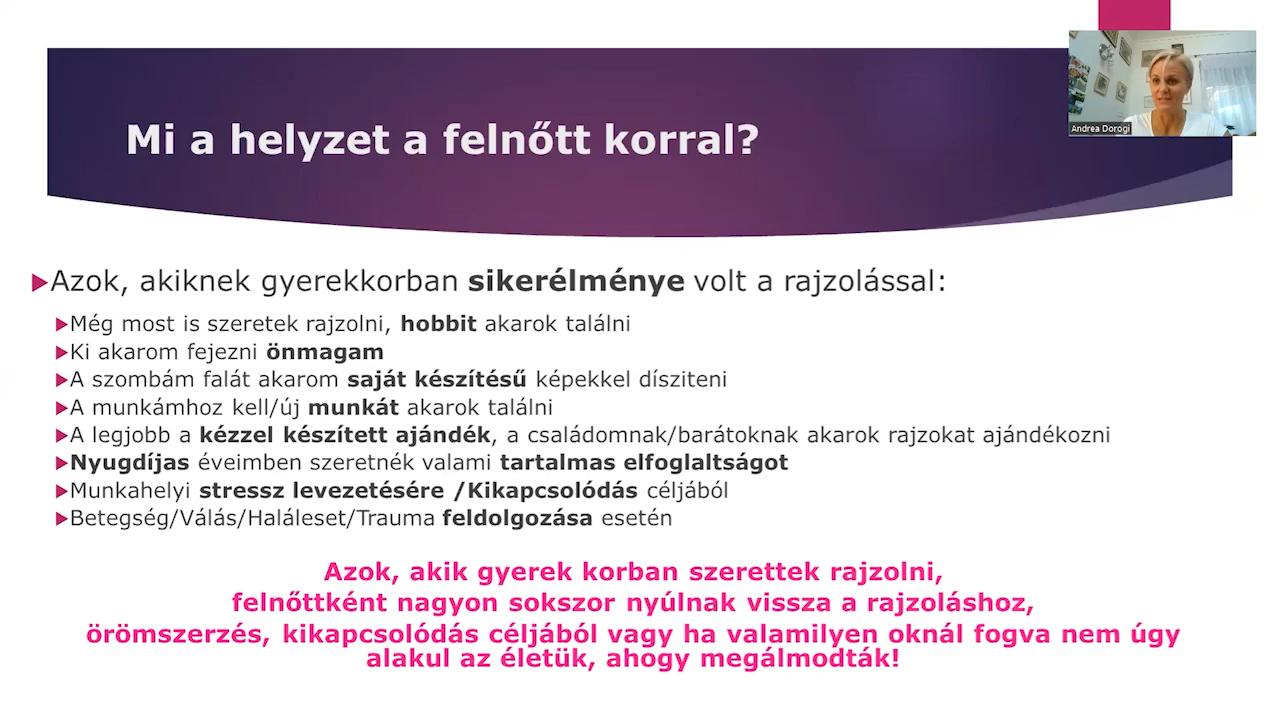 Mi a helyzet a felnőtt korral?
Andrea Dorogi
Azok, akiknek gyerekkorban sikerélménye volt a rajzolással:
Még most is szeretek rajzolni, hobbit akarok találni
Ki akarom fejezni önmagam
A szombám falát akarom saját készítésű képekkel dísziteni
A munkámhoz kell/új munkát akarok találni
A legjobb a kézzel készített ajándék, a családomnak/barátoknak akarok rajzokat ajándékozni
Nyugdíjas éveimben szeretnék valami tartalmas elfoglaltságot
Munkahelyi stressz levezetésére /Kikapcsolódás céljából
Betegség/Válás/Haláleset/Trauma feldolgozása esetén
Azok, akik gyerek korban szerettek rajzolni,
felnőttként nagyon sokszor nyúlnak vissza a rajzoláshoz,
örömszerzés, kikapcsolódás céljából vagy ha valamilyen oknál fogva nem úgy
alakul az életük, ahogy megálmodták!